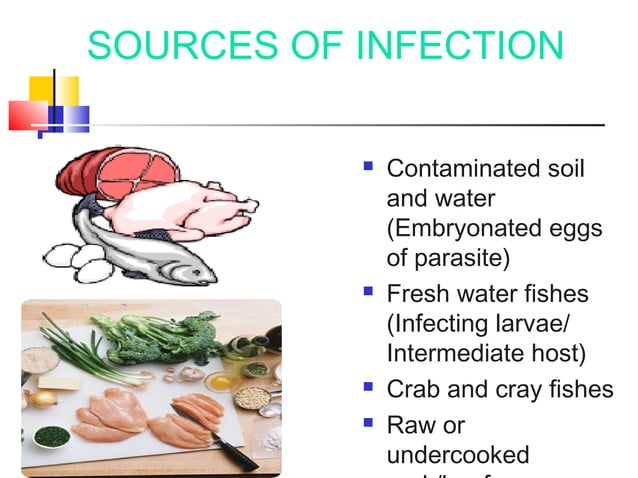 SOURCES OF INFECTION
Contaminated soil
and water
(Embryonated eggs
of parasite)
Fresh water fishes
(Infecting larvae/
Intermediate host)
Crab and cray fishes
Raw or
undercooked